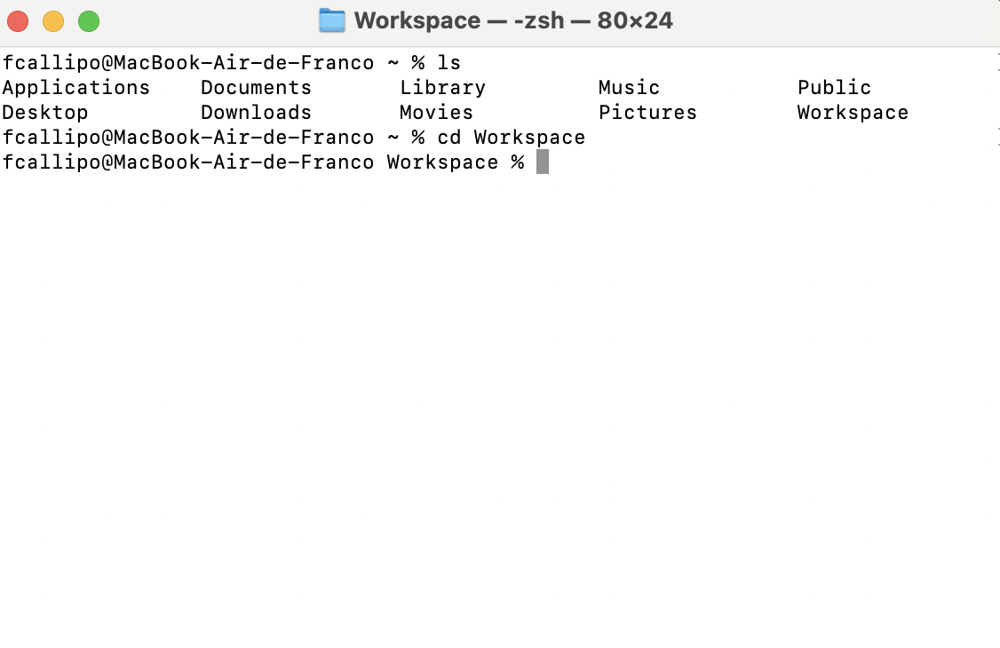 Workspace — -zsh — 80×24
fcallipo@MacBook-Air-de-Franco ~ % ls
Applications Documents Library Music Public
Desktop Downloads Movies Pictures Workspace
fcallipo@MacBook-Air-de-Franco ~ % cd Workspace
fcallipo@MacBook-Air-de-Franco Workspace %